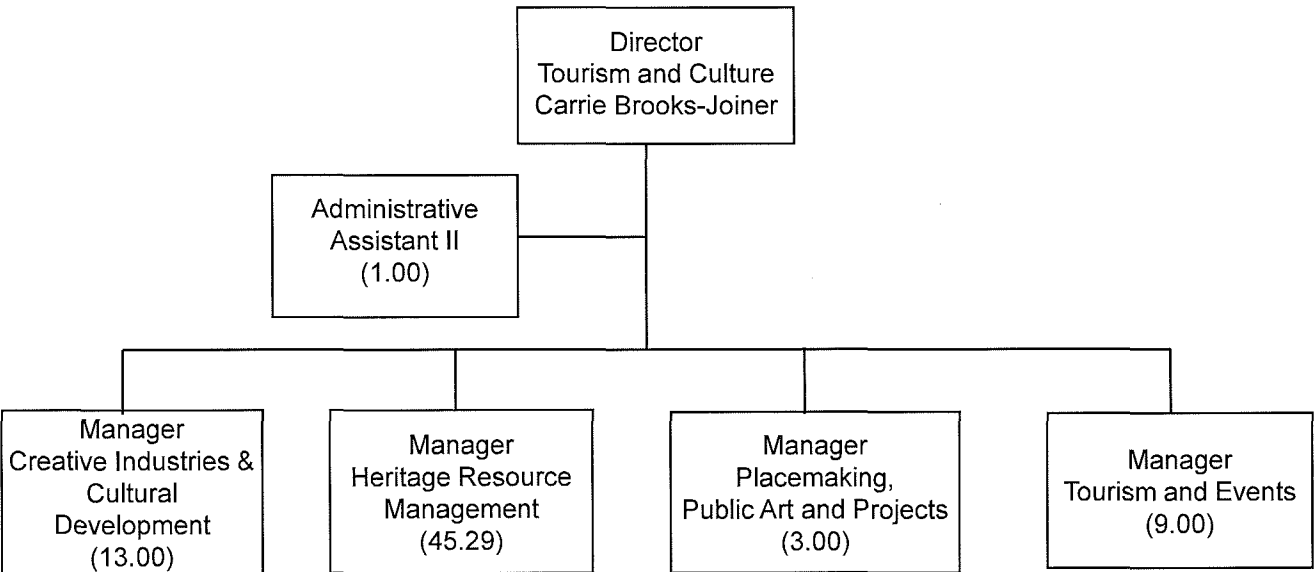 Director
Tourism and Culture
Carrie Brooks-Joiner
Administrative
Assistant II
(1.00)
Manager
Creative Industries &
Cultural
Development
(13.00)
Manager
Heritage Resource
Management
(45.29)
Manager
Placemaking,
Public Art and Projects
(3.00)
Manager
Tourism and Events
(9.00)